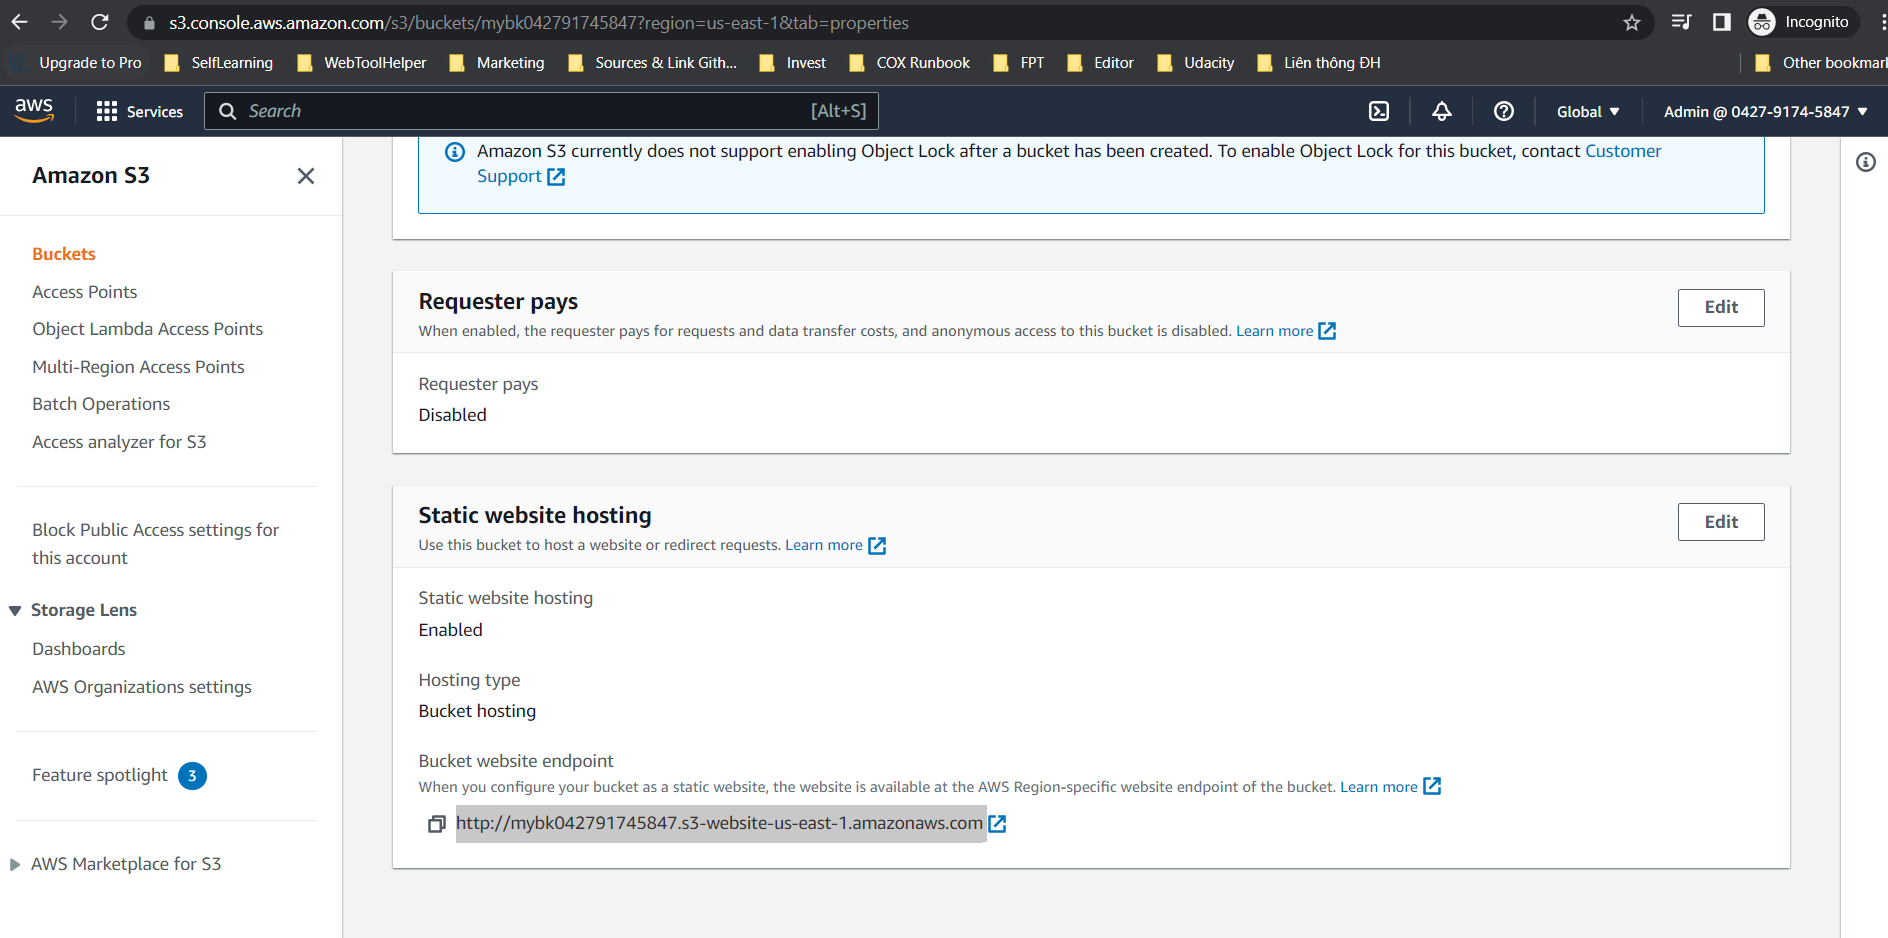 s3.console.aws.amazon.com/s3/buckets/mybk042791745847?region=us-east-1&tab=properties
Incognito
Upgrade to Pro
SelfLearning
WebToolHelper
Marketing
Sources & Link Gith...
Invest
COX Runbook
FPT
Editor
Udacity
Liên thông ĐH
Other bookmark
aws
Services
Search
[Alt+S]
Global
Admin @ 0427-9174-5847
Amazon S3
Buckets
Access Points
Object Lambda Access Points
Multi-Region Access Points
Batch Operations
Access analyzer for S3
Block Public Access settings for
this account
Storage Lens
Dashboards
AWS Organizations settings
Feature spotlight 3
AWS Marketplace for S3
Amazon S3 currently does not support enabling Object Lock after a bucket has been created. To enable Object Lock for this bucket, contact Customer
Support
Requester pays
Edit
When enabled, the requester pays for requests and data transfer costs, and anonymous access to this bucket is disabled. Learn more
Requester pays
Disabled
Static website hosting
Edit
Use this bucket to host a website or redirect requests. Learn more
Static website hosting
Enabled
Hosting type
Bucket hosting
Bucket website endpoint
When you configure your bucket as a static website, the website is available at the AWS Region-specific website endpoint of the bucket. Learn more
http://mybk042791745847.s3-website-us-east-1.amazonaws.com